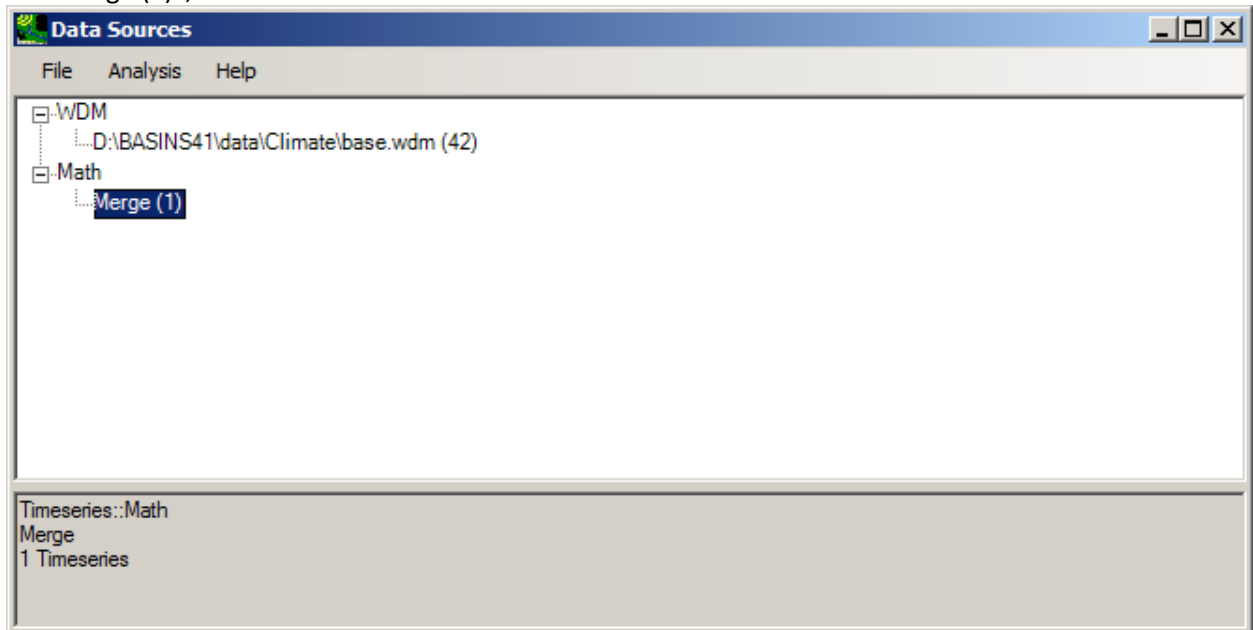 Data Sources
File Analysis Help
WDM
D:\BASINS41\data\Climate\base.wdm (42)
Math
Merge (1)
Timeseries::Math
Merge
1 Timeseries